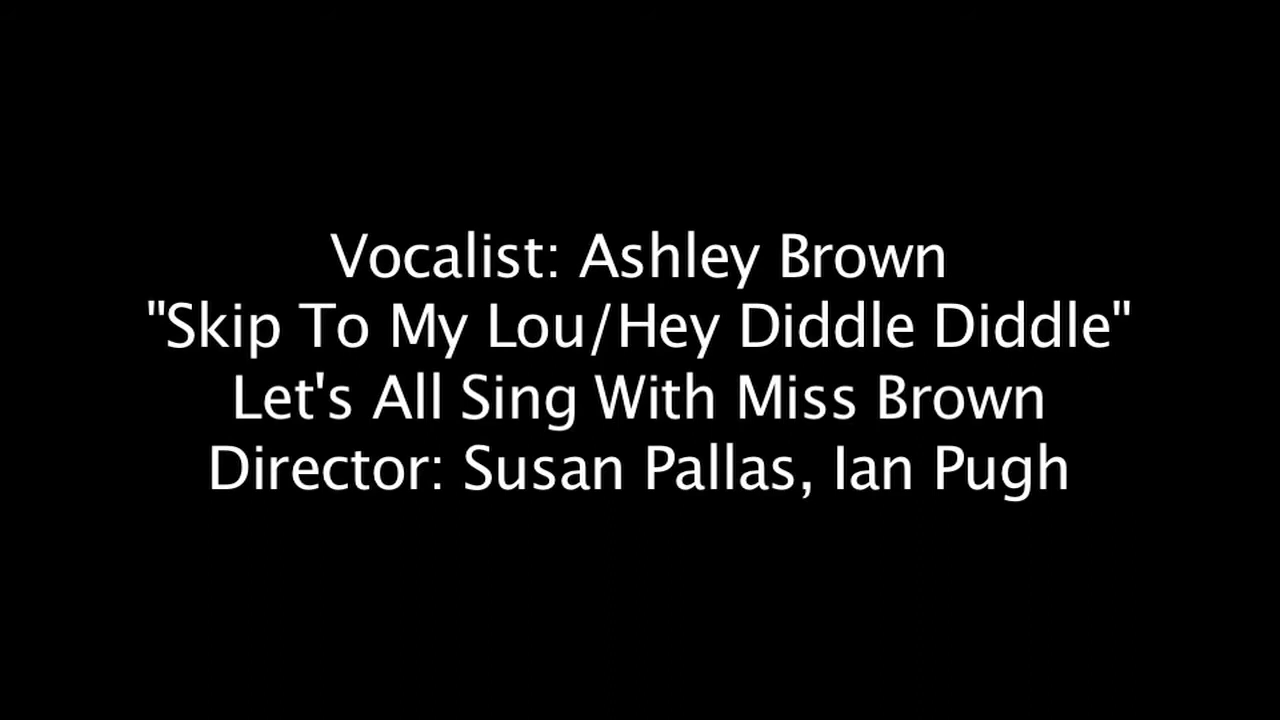 Vocalist: Ashley Brown
"Skip To My Lou/Hey Diddle Diddle"
Let's All Sing With Miss Brown
Director: Susan Pallas, Ian Pugh